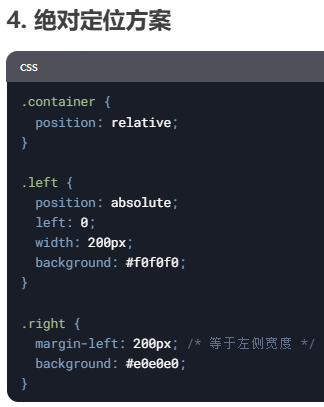 4. 绝对定位方案
css
.container {
  position: relative;
}

.left {
  position: absolute;
  left: 0;
  width: 200px;
  background: #f0f0f0;
}

.right {
  margin-left: 200px; /* 等于左侧宽度 */
  background: #e0e0e0;
}